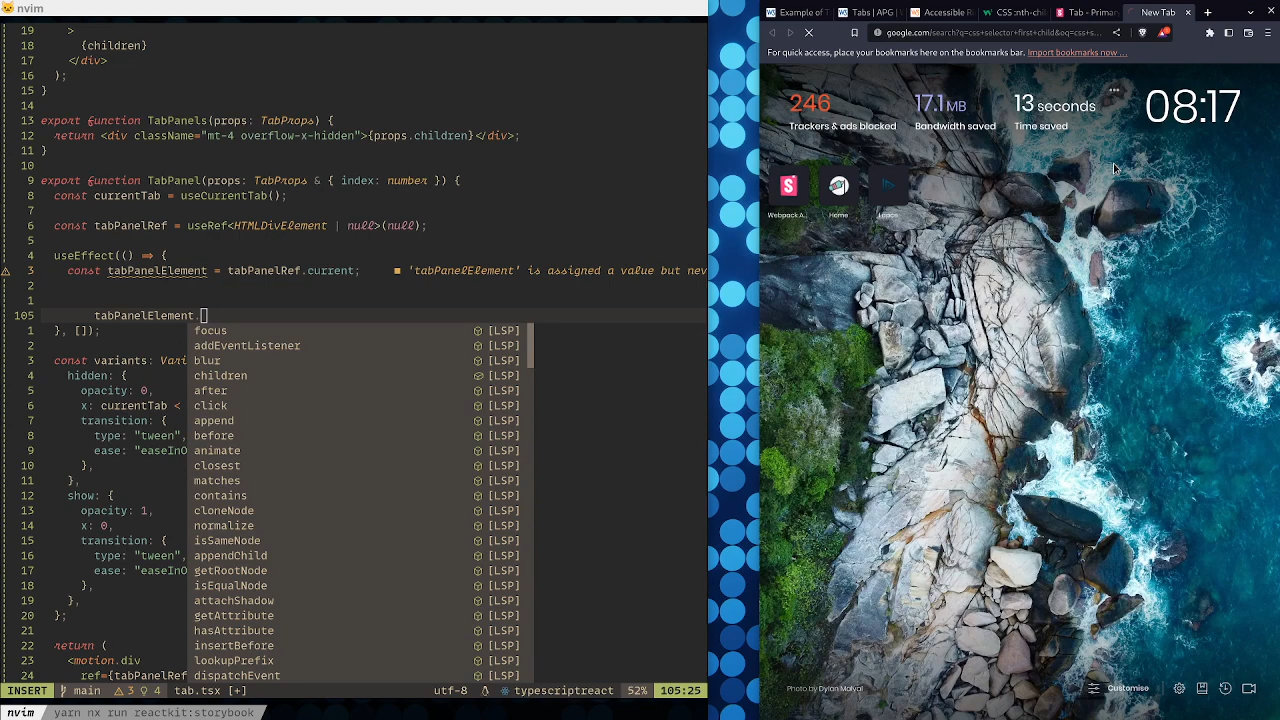 nvim
19 >
18 {children}
17 </div>
16 );
15 }
14
13 export function TabPanels(props: TabProps) {
12 return <div className="mt-4 overflow-x-hidden">{props.children}</div>;
11 }
10
9 export function TabPanel(props: TabProps & { index: number }) {
8 const currentTab = useCurrentTab();
7
6 const tabPanelRef = useRef<HTMLDivElement | null>(null);
5
4 useEffect(() => {
3 const tabPanelElement = tabPanelRef.current; ■ 'tabPanelElement' is assigned a value but nev
2
1
105 tabPanelElement.
1 }, []);
2
3 const variants: Vari
4 hidden: {
5 opacity: 0,
6 x: currentTab <
7 transition: {
8 type: "tween",
9 ease: "easeInO
10 },
11 },
12 show: {
13 opacity: 1,
14 x: 0,
15 transition: {
16 type: "tween",
17 ease: "easeInO
18 },
19 },
20 };
21
22 return (
23 <motion.div
24 ref={tabPanelRef
focus [LSP]
addEventListener [LSP]
blur [LSP]
children [LSP]
after [LSP]
click [LSP]
append [LSP]
before [LSP]
animate [LSP]
closest [LSP]
matches [LSP]
contains [LSP]
cloneNode [LSP]
normalize [LSP]
isSameNode [LSP]
appendChild [LSP]
getRootNode [LSP]
isEqualNode [LSP]
attachShadow [LSP]
getAttribute [LSP]
hasAttribute [LSP]
insertBefore [LSP]
lookupPrefix [LSP]
dispatchEvent [LSP]
INSERT main 3 4 tab.tsx [+] utf-8 typescriptreact 52% 105:25
nvim yarn nx run reactkit:storybook
Example of T Tabs | APG | W Accessible Re CSS :nth-child Tab - Primar New Tab
google.com/search?q=css+selector+first+child&oq=css+s...
For quick access, place your bookmarks here on the bookmarks bar. Import bookmarks now ...
246 17.1 MB 13 seconds 08:17
Trackers & ads blocked Bandwidth saved Time saved
Webpack A... Home
Photo by Dylan Malval Customise